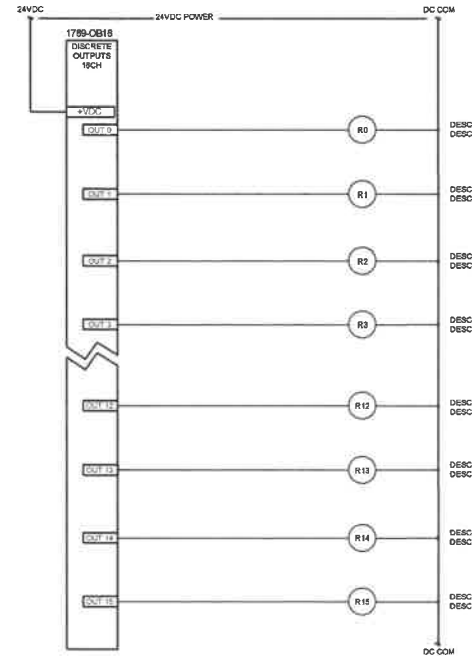 24VDC
24VDC POWER
DC COM
1769-OB16
DISCRETE
OUTPUTS
16CH
+VDC
OUT 0
R0
DESC
DESC
OUT 1
R1
DESC
DESC
OUT 2
R2
DESC
DESC
OUT 3
R3
DESC
DESC
OUT 12
R12
DESC
DESC
OUT 13
R13
DESC
DESC
OUT 14
R14
DESC
DESC
OUT 15
R15
DESC
DESC
DC COM